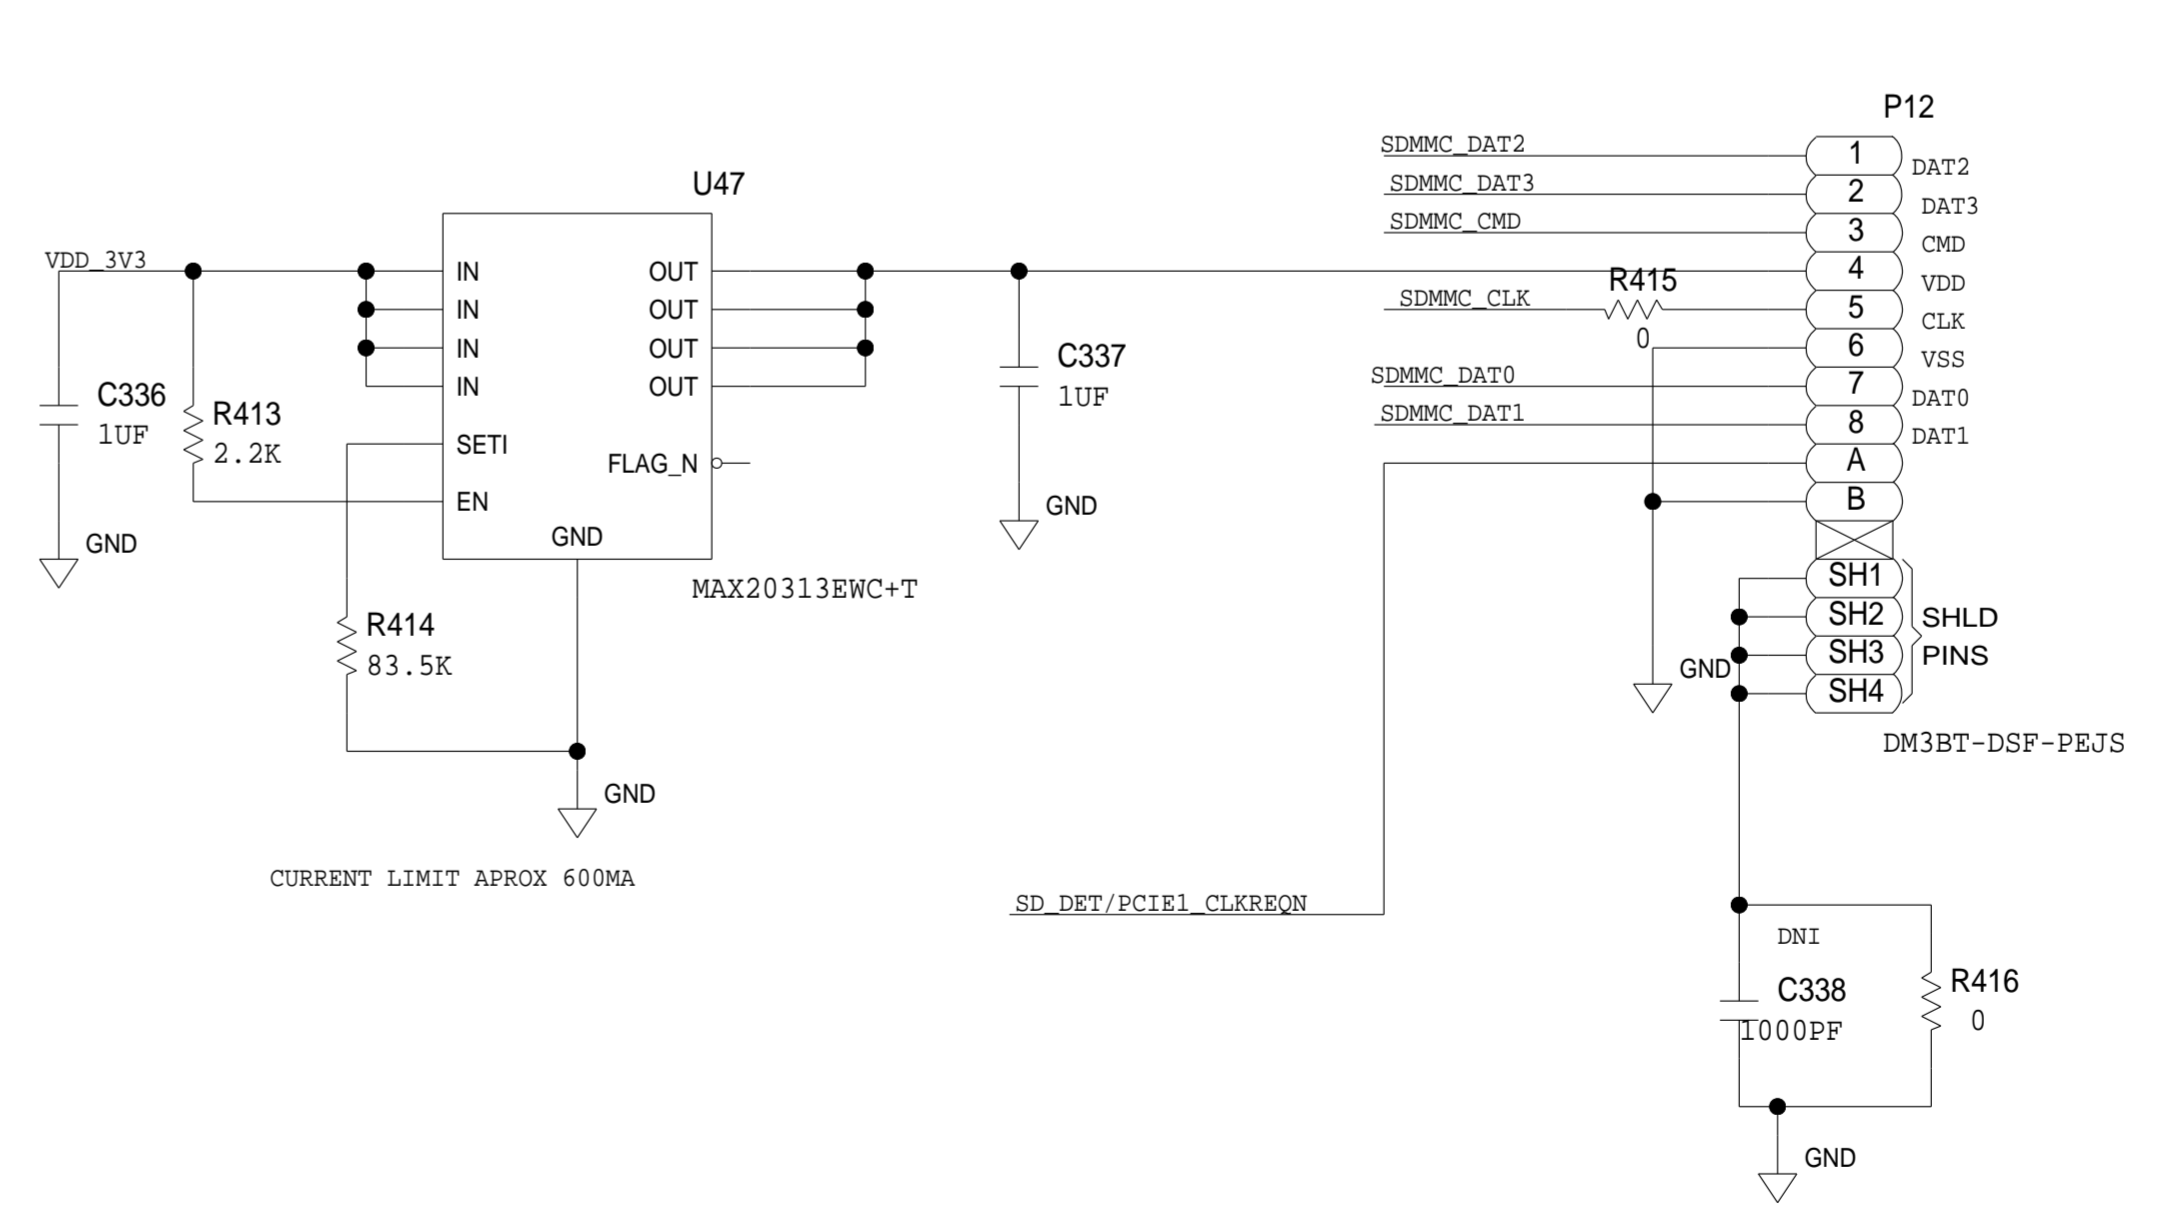 P12
SDMMC_DAT2
1
DAT2
SDMMC_DAT3
2
DAT3
SDMMC_CMD
3
CMD
4
VDD
R415
SDMMC_CLK
0
5
CLK
6
VSS
SDMMC_DAT0
7
DAT0
SDMMC_DAT1
8
DAT1
A
B
SH1
SH2
SH3
SH4
SHLD
PINS
GND
DM3BT-DSF-PEJS
U47
VDD_3V3
IN
IN
IN
IN
SETI
EN
GND
OUT
OUT
OUT
OUT
FLAG_N
MAX20313EWC+T
C336
1UF
GND
R413
2.2K
R414
83.5K
GND
CURRENT LIMIT APROX 600MA
C337
1UF
GND
SD_DET/PCIE1_CLKREQN
DNI
C338
1000PF
R416
0
GND